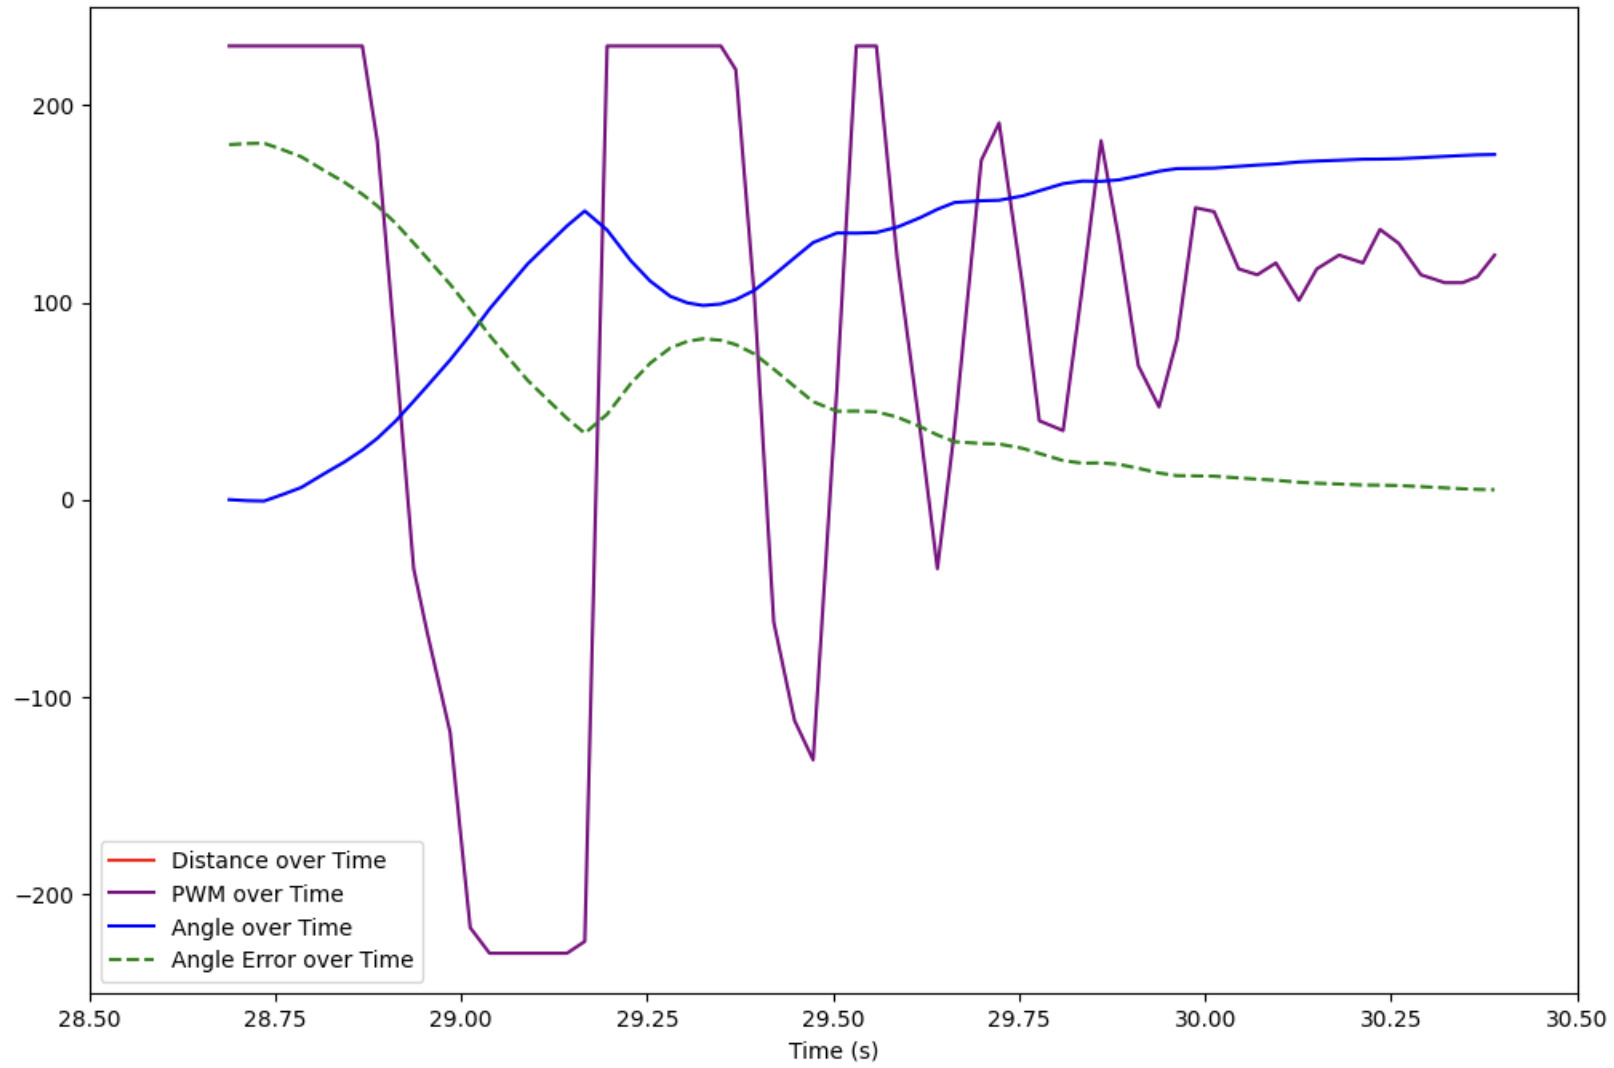 200
100
0
−100
−200
Distance over Time
PWM over Time
Angle over Time
Angle Error over Time
28.50 28.75 29.00 29.25 29.50 29.75 30.00 30.25 30.50
Time (s)